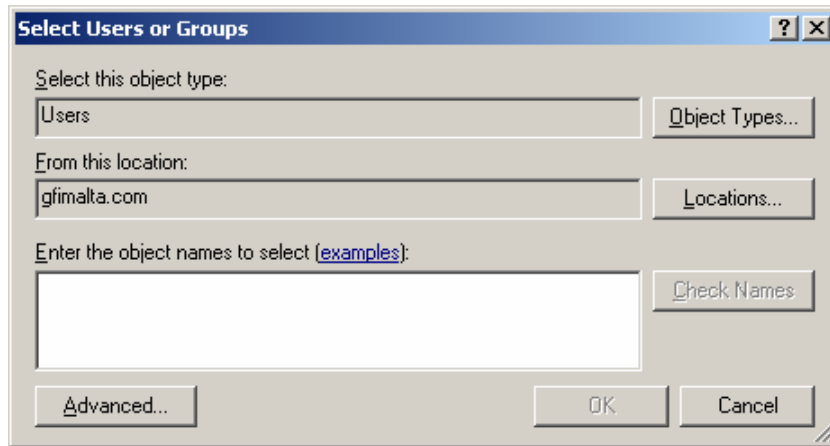 Select Users or Groups
Select this object type:
Users
Object Types...
From this location:
gfimalta.com
Locations...
Enter the object names to select (examples):
Check Names
Advanced...
OK
Cancel